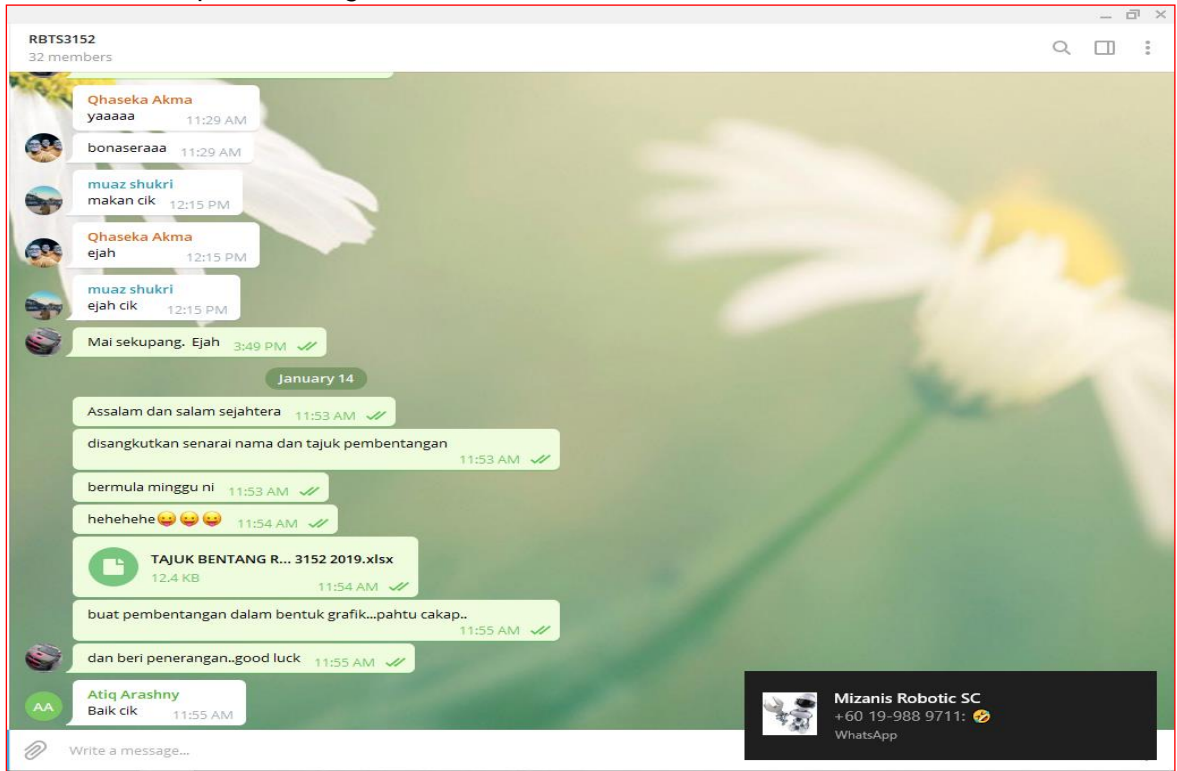 RBTS3152
32 members
Qhaseka Akma
yaaaaa 11:29 AM
bonaseraaa 11:29 AM
muaz shukri
makan cik 12:15 PM
Qhaseka Akma
ejah 12:15 PM
muaz shukri
ejah cik 12:15 PM
Mai sekupang. Ejah 3:49 PM
January 14
Assalam dan salam sejahtera 11:53 AM
disangkutkan senarai nama dan tajuk pembentangan
11:53 AM
bermula minggu ni 11:53 AM
hehehehe😛😛😛 11:54 AM
TAJUK BENTANG R... 3152 2019.xlsx
12.4 KB
11:54 AM
buat pembentangan dalam bentuk grafik...pahtu cakap..
11:55 AM
dan beri penerangan..good luck 11:55 AM
AA
Atiq Arashny
Baik cik 11:55 AM
Mizanis Robotic SC
+60 19-988 9711: 🤣
WhatsApp
Write a message...